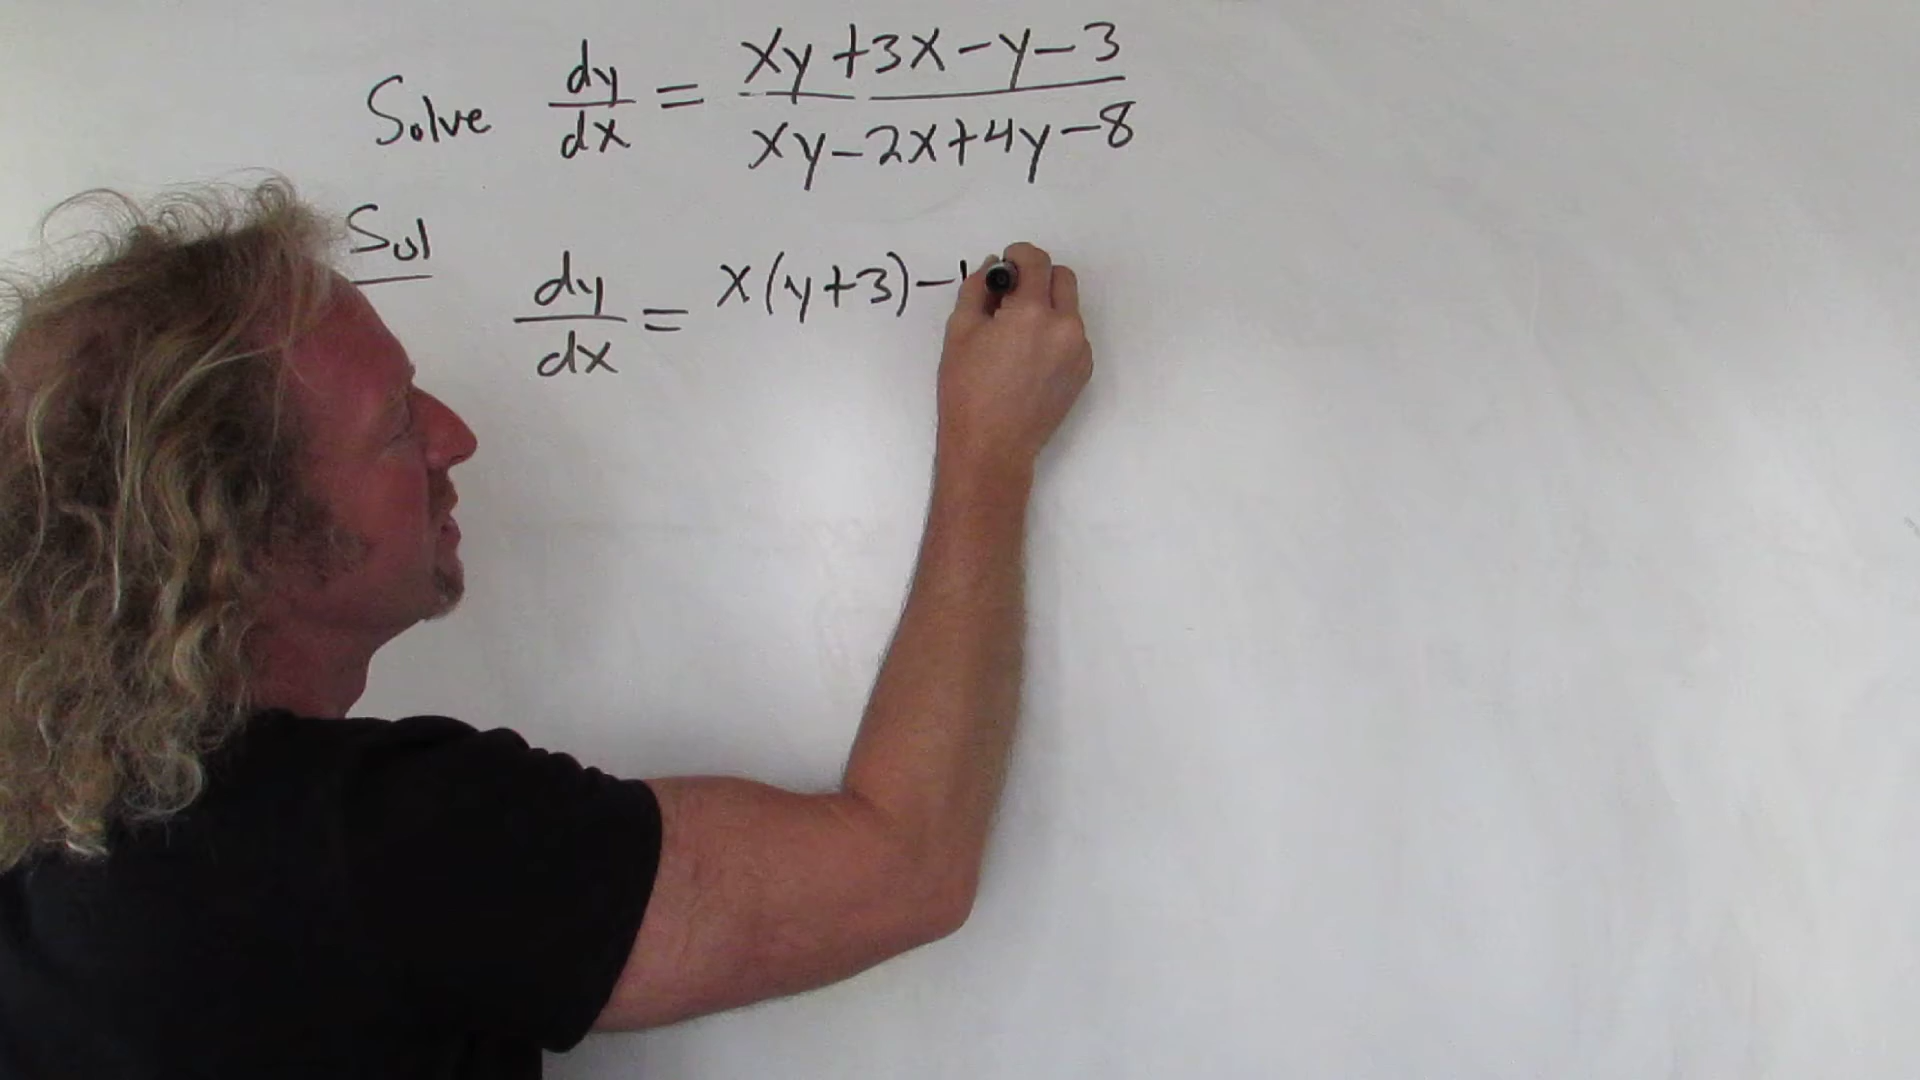 Solve dy/dx = xy+3x-y-3 / xy-2x+4y-8
Sol
dy/dx = x(y+3)-